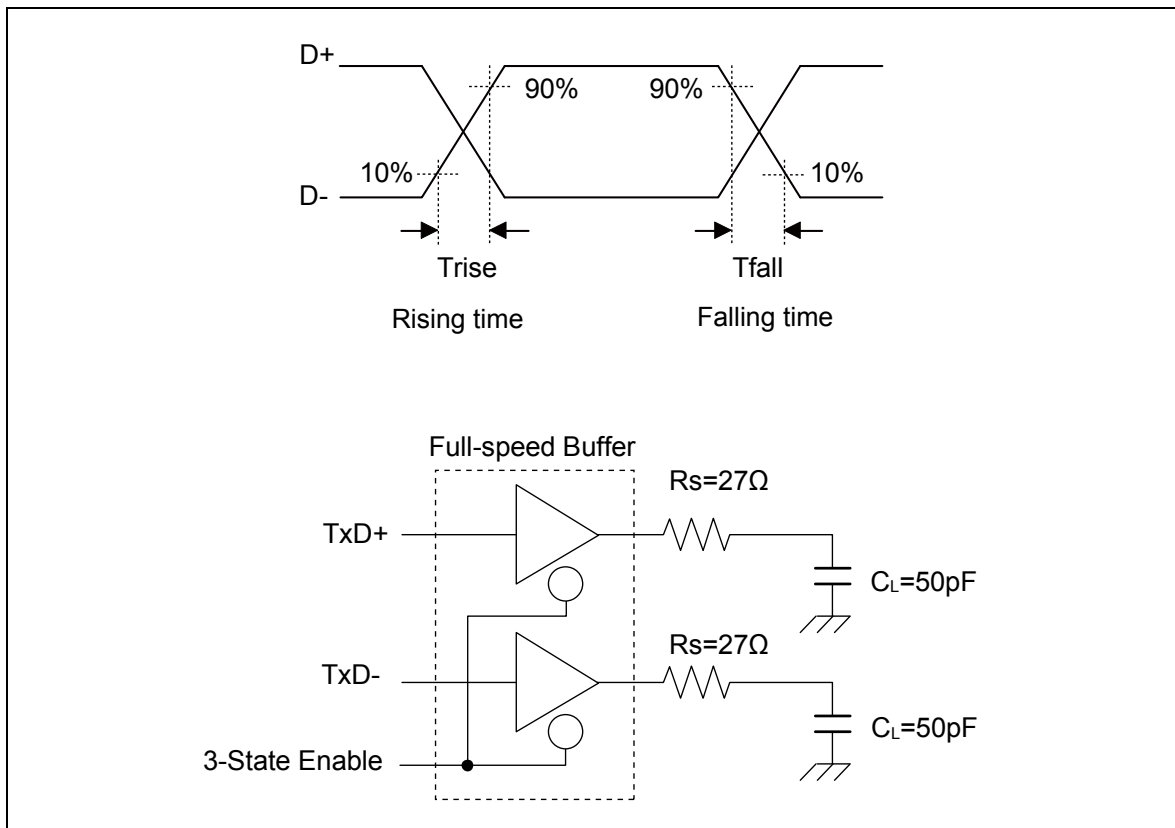 D+
90%
90%
10%
10%
D-
Trise
Tfall
Rising time
Falling time
Full-speed Buffer
Rs=27Ω
TxD+
CL=50pF
Rs=27Ω
TxD-
CL=50pF
3-State Enable